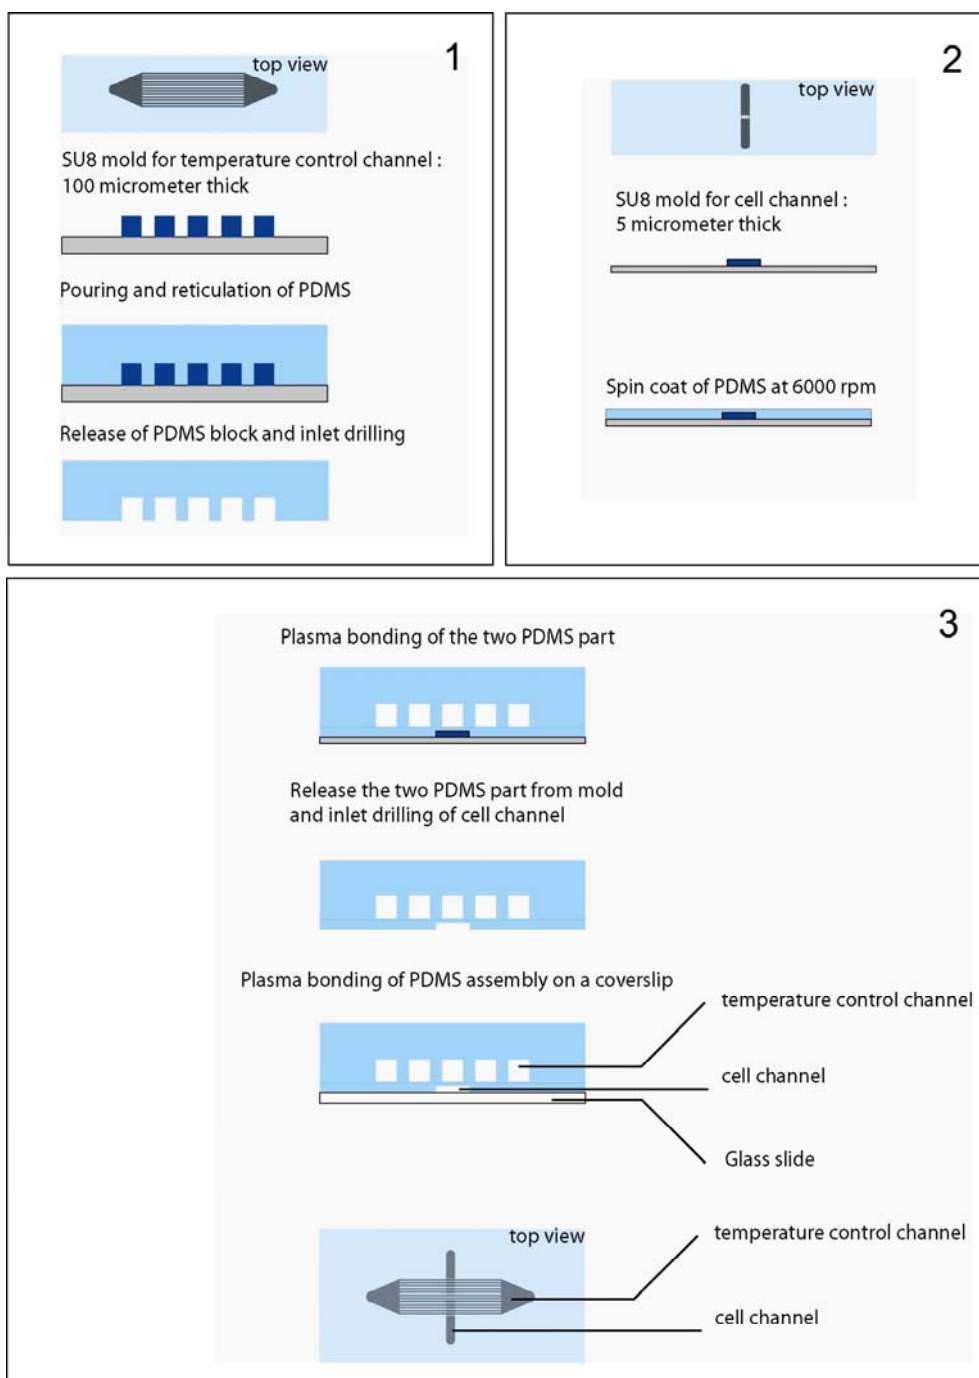 1
top view
SU8 mold for temperature control channel :
100 micrometer thick
Pouring and reticulation of PDMS
Release of PDMS block and inlet drilling
2
top view
SU8 mold for cell channel :
5 micrometer thick
Spin coat of PDMS at 6000 rpm
3
Plasma bonding of the two PDMS part
Release the two PDMS part from mold
and inlet drilling of cell channel
Plasma bonding of PDMS assembly on a coverslip
temperature control channel
cell channel
Glass slide
top view
temperature control channel
cell channel